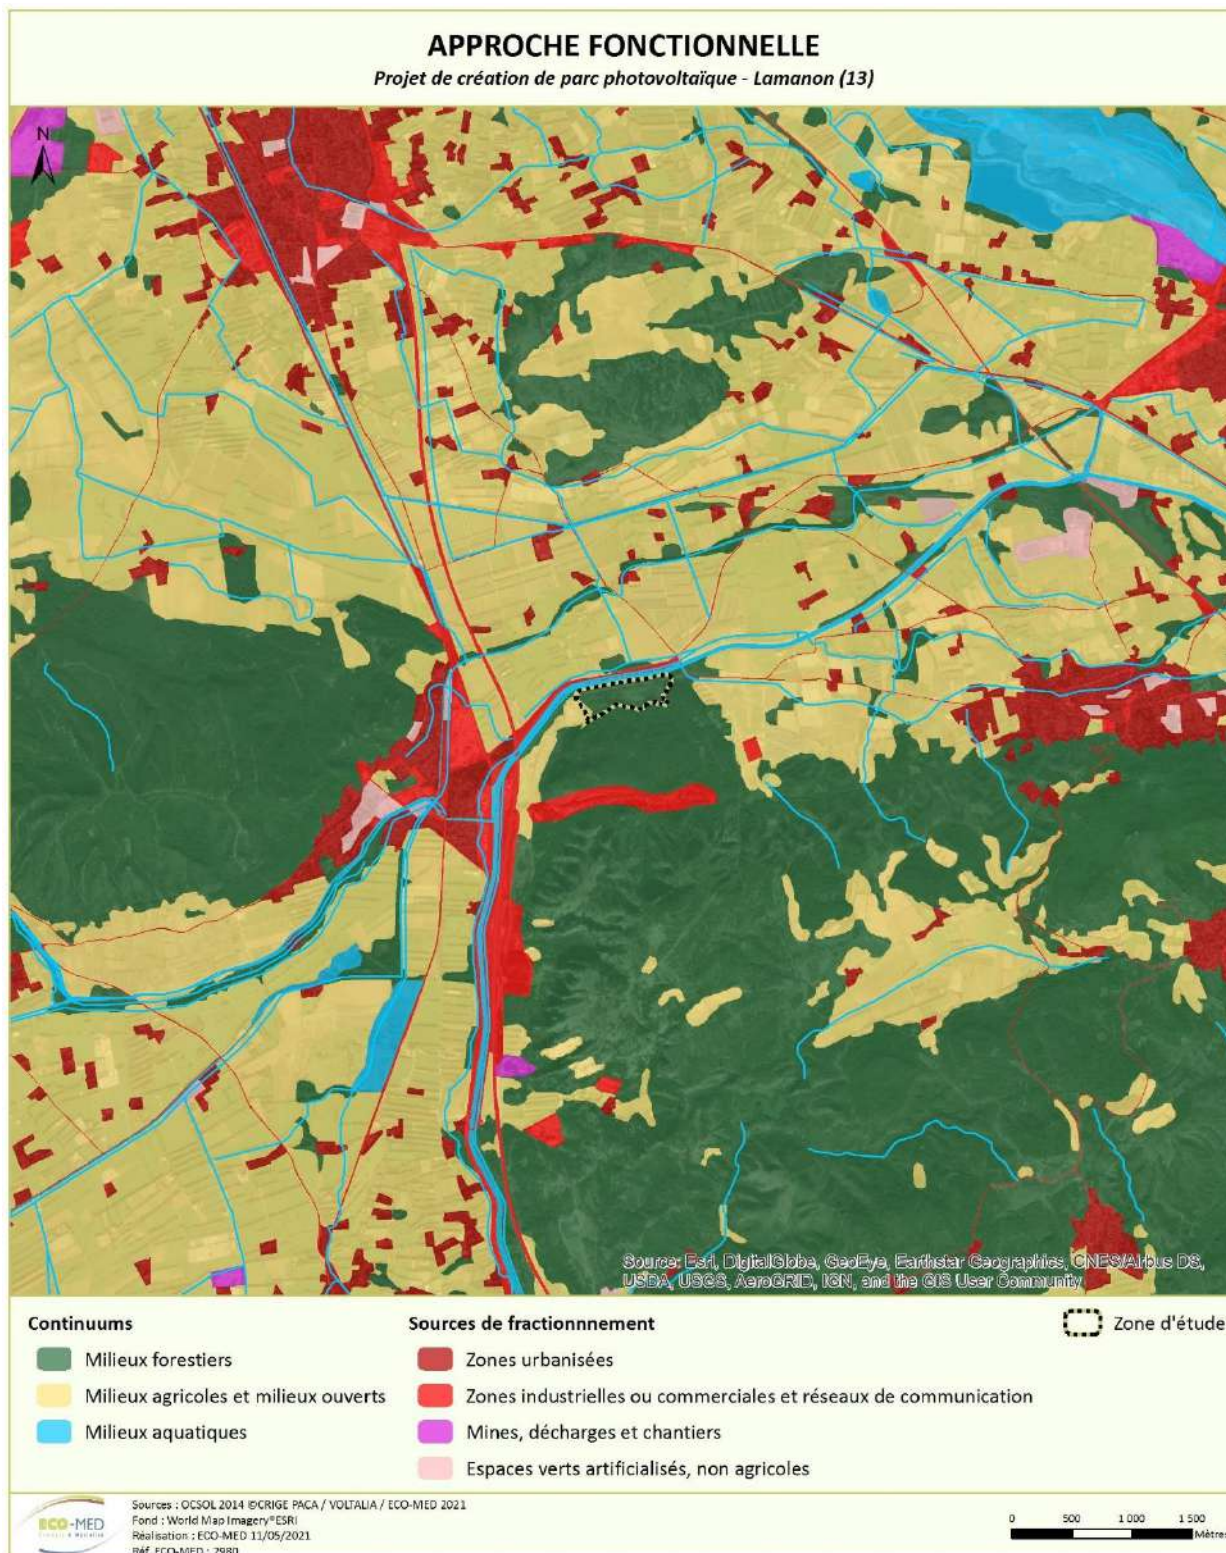 APPROCHE FONCTIONNELLE
Projet de création de parc photovoltaïque - Lamanon (13)
N
Source: Esri, DigitalGlobe, GeoEye, Earthstar Geographics, CNES/Airbus DS,
USDA, USGS, AeroGRID, IGN, and the GIS User Community
Continuums
Milieux forestiers
Milieux agricoles et milieux ouverts
Milieux aquatiques
Sources de fractionnnement
Zones urbanisées
Zones industrielles ou commerciales et réseaux de communication
Mines, décharges et chantiers
Espaces verts artificialisés, non agricoles
Zone d'étude
ECO-MED
Sources : OCSOL 2014 ©CRIGE PACA / VOLTALIA / ECO-MED 2021
Fond : World Map Imagery®ESRI
Réalisation : ECO-MED 11/05/2021
Réf. ECO-MED : 2980
0 500 1 000 1 500
Mètres